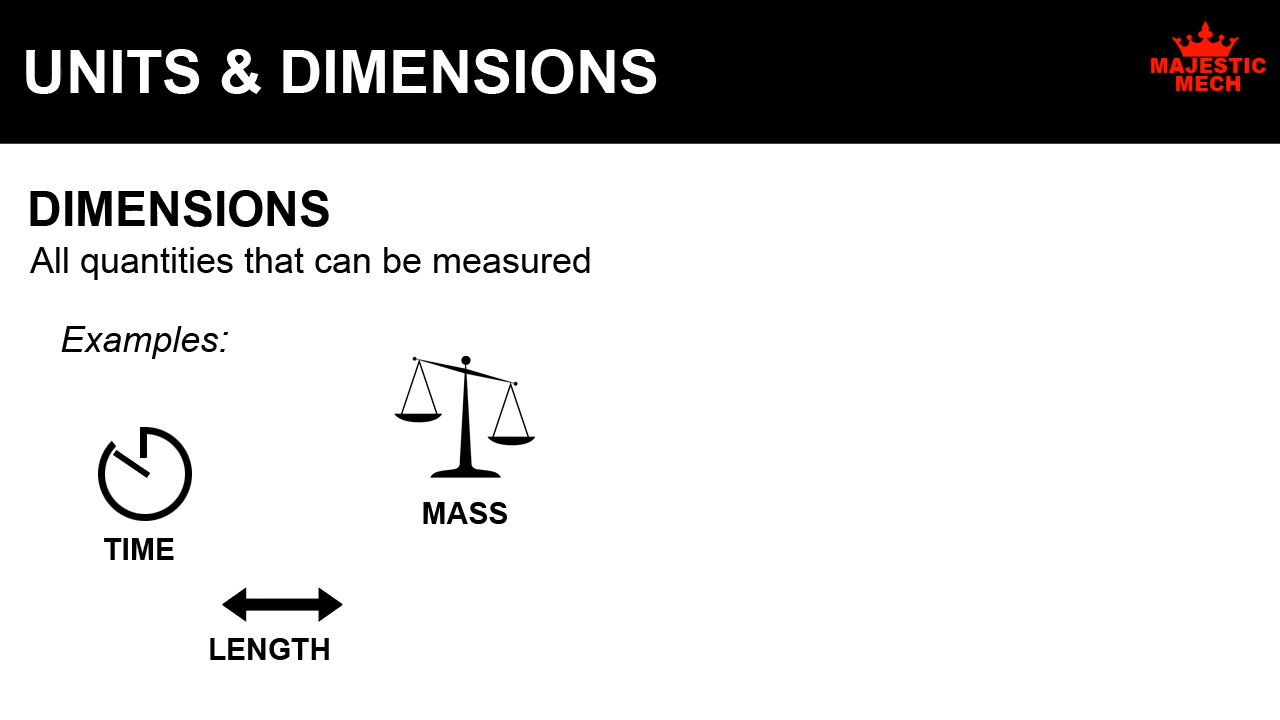 UNITS & DIMENSIONS
MAJESTIC
MECH
DIMENSIONS
All quantities that can be measured
Examples:
MASS
TIME
LENGTH